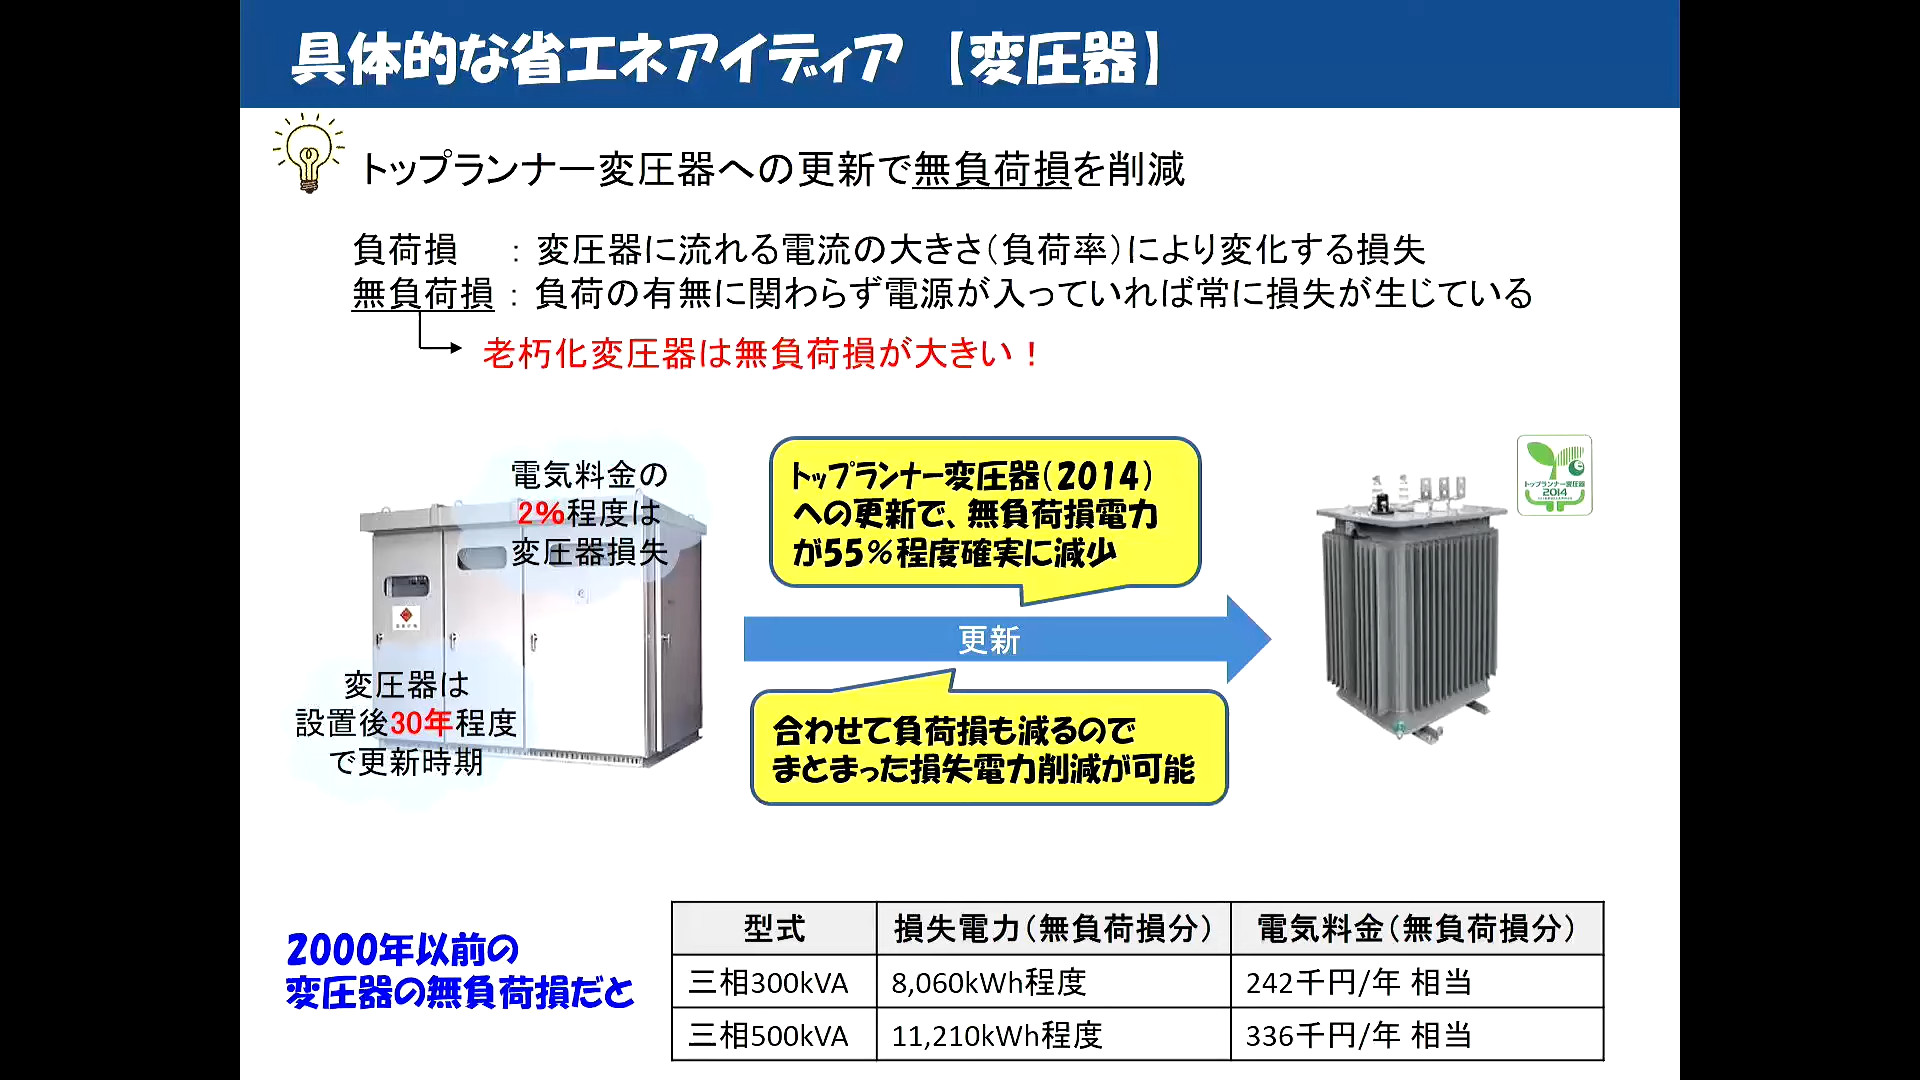 具体的な省エネアイディア 【変圧器】
トップランナー変圧器への更新で無負荷損を削減
負荷損 : 変圧器に流れる電流の大きさ(負荷率)により変化する損失
無負荷損 : 負荷の有無に関わらず電源が入っていれば常に損失が生じている
老朽化変圧器は無負荷損が大きい！
電気料金の
2%程度は
変圧器損失
変圧器は
設置後30年程度
で更新時期
トップランナー変圧器(2014)
への更新で、無負荷損電力
が55%程度確実に減少
更新
合わせて負荷損も減るので
まとまった損失電力削減が可能
トップランナー変圧器
2014
2000年以前の
変圧器の無負荷損だと
型式 損失電力(無負荷損分) 電気料金(無負荷損分)
三相300kVA 8,060kWh程度 242千円/年 相当
三相500kVA 11,210kWh程度 336千円/年 相当